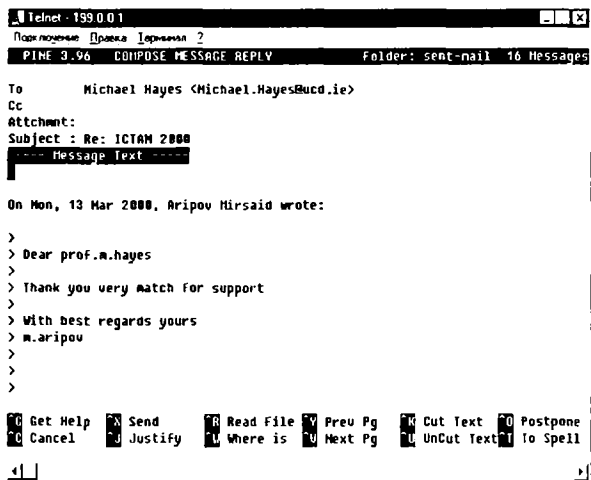 Telnet - 199.0.0.1
Подключение Правка Терминал ?
PINE 3.96 COMPOSE MESSAGE REPLY Folder: sent-mail 16 Messages
To Michael Hayes <Michael.Hayes@ucd.ie>
Cc
Attchmnt:
Subject : Re: ICTAM 2000
----- Message Text -----
On Mon, 13 Mar 2000, Aripov Mirsaid wrote:
>
> Dear prof.m.hayes
>
> Thank you very match for support
>
> With best regards yours
> m.aripov
>
>
>
^G Get Help ^X Send ^R Read File ^Y Prev Pg ^K Cut Text ^O Postpone
^C Cancel ^J Justify ^W Where is ^V Next Pg ^U UnCut Text ^T To Spell